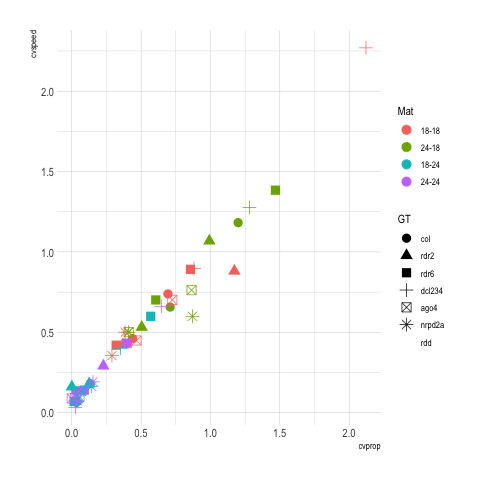 cvspeed
2.0
1.5
1.0
0.5
0.0
0.0 0.5 1.0 1.5 2.0
cvprop
Mat
18-18
24-18
18-24
24-24
GT
col
rdr2
rdr6
dcl234
ago4
nrpd2a
rdd